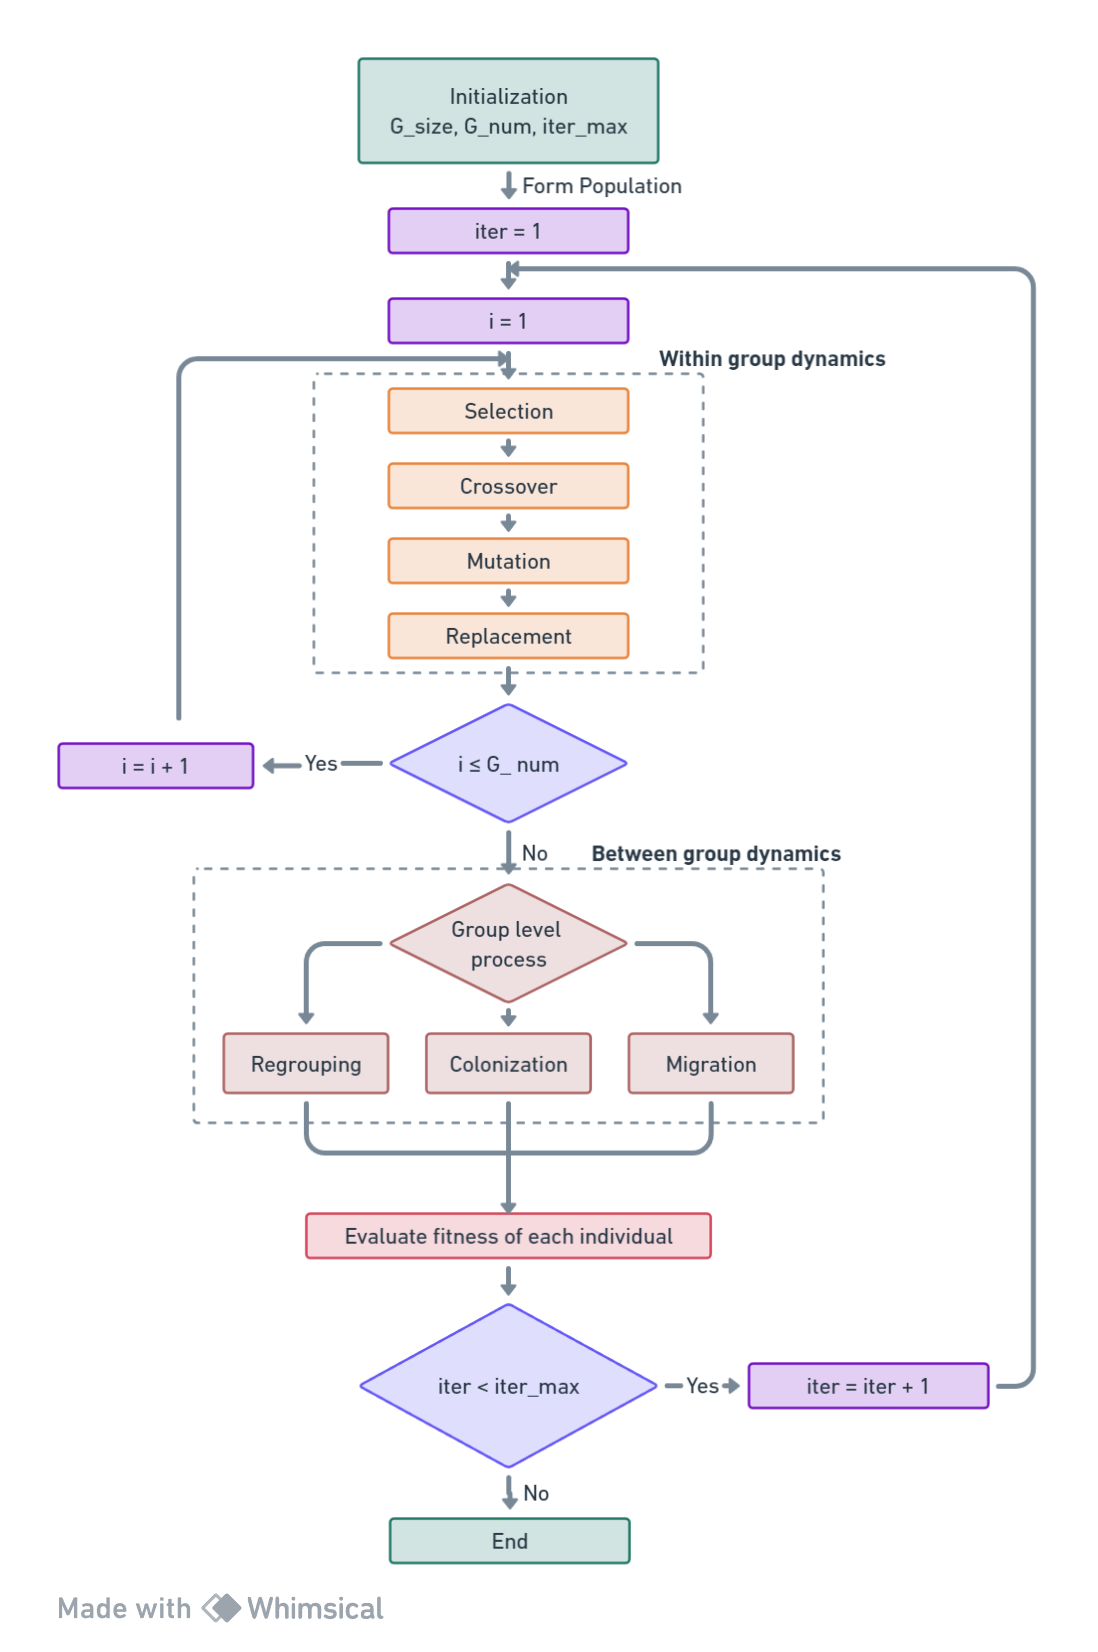 Initialization
G_size, G_num, iter_max
Form Population
iter = 1
i = 1
Within group dynamics
Selection
Crossover
Mutation
Replacement
i ≤ G_ num
Yes
i = i + 1
No
Between group dynamics
Group level
process
Regrouping
Colonization
Migration
Evaluate fitness of each individual
iter < iter_max
Yes
iter = iter + 1
No
End
Made with Whimsical